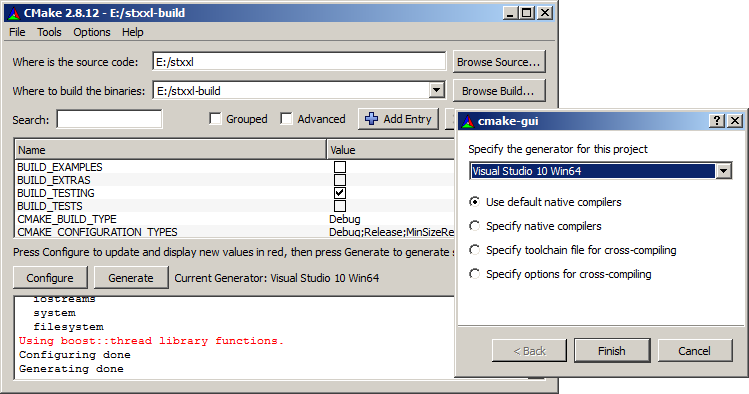 CMake 2.8.12 - E:/stxxl-build
File Tools Options Help
Where is the source code: E:/stxxl Browse Source...
Where to build the binaries: E:/stxxl-build Browse Build...
Search: Grouped Advanced Add Entry
Name Value
BUILD_EXAMPLES
BUILD_EXTRAS
BUILD_TESTING
BUILD_TESTS
CMAKE_BUILD_TYPE Debug
CMAKE_CONFIGURATION_TYPES Debug;Release;MinSizeRe
Press Configure to update and display new values in red, then press Generate to generate
Configure Generate Current Generator: Visual Studio 10 Win64
iostreams
system
filesystem
Using boost::thread library functions.
Configuring done
Generating done
cmake-gui
Specify the generator for this project
Visual Studio 10 Win64
Use default native compilers
Specify native compilers
Specify toolchain file for cross-compiling
Specify options for cross-compiling
< Back Finish Cancel